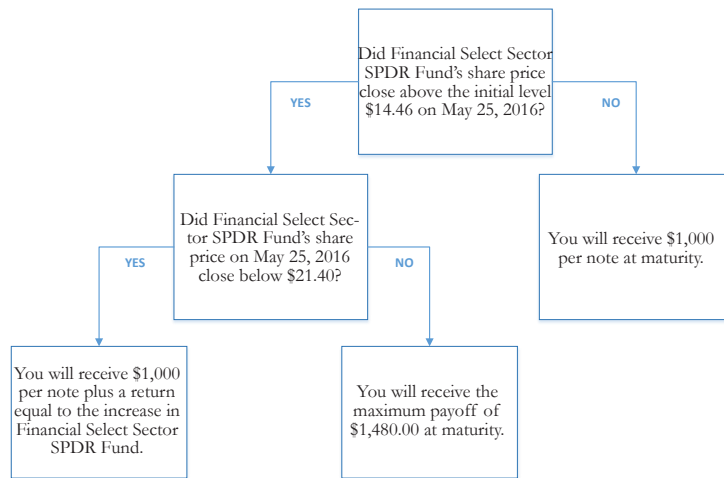 Did Financial Select Sector
SPDR Fund's share price
close above the initial level
$14.46 on May 25, 2016?
YES
NO
Did Financial Select Sec-
tor SPDR Fund's share
price on May 25, 2016
close below $21.40?
You will receive $1,000
per note at maturity.
YES
NO
You will receive $1,000
per note plus a return
equal to the increase in
Financial Select Sector
SPDR Fund.
You will receive the
maximum payoff of
$1,480.00 at maturity.